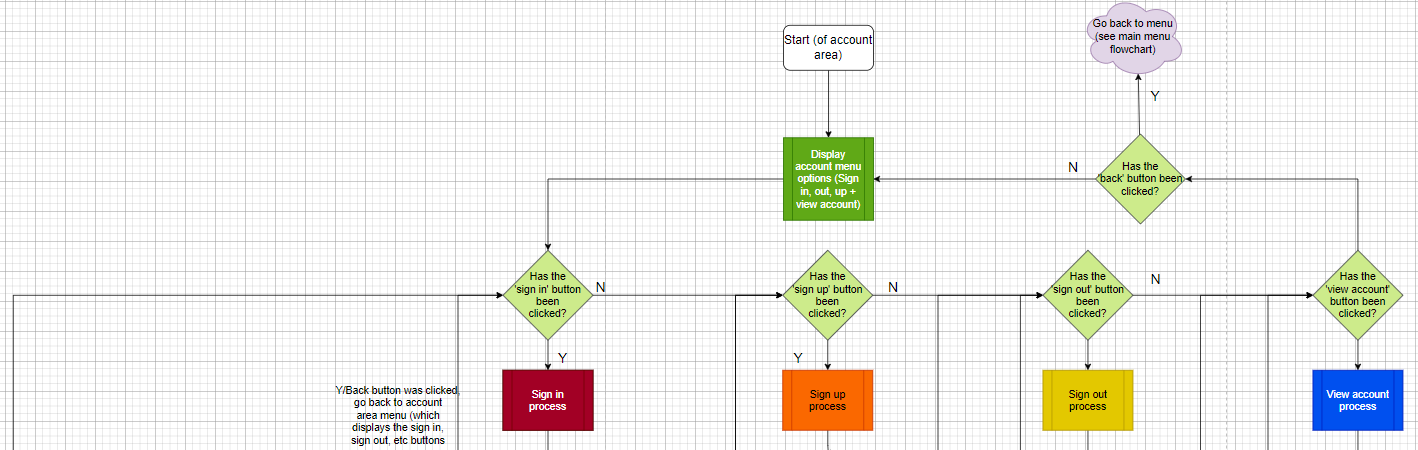 Go back to menu
(see main menu
flowchart)
Start (of account
area)
Y
Display
account menu
options (Sign
in, out, up +
view account)
N
Has the
'back' button been
clicked?
Has the
'sign in' button
been
clicked?
N
Has the
'sign up' button
been
clicked?
N
Has the
'sign out' button
been
clicked?
N
Has the
'view account'
button been
clicked?
Y
Y
Y/Back button was clicked,
go back to account
area menu (which
displays the sign in,
sign out, etc buttons
Sign in
process
Sign up
process
Sign out
process
View account
process